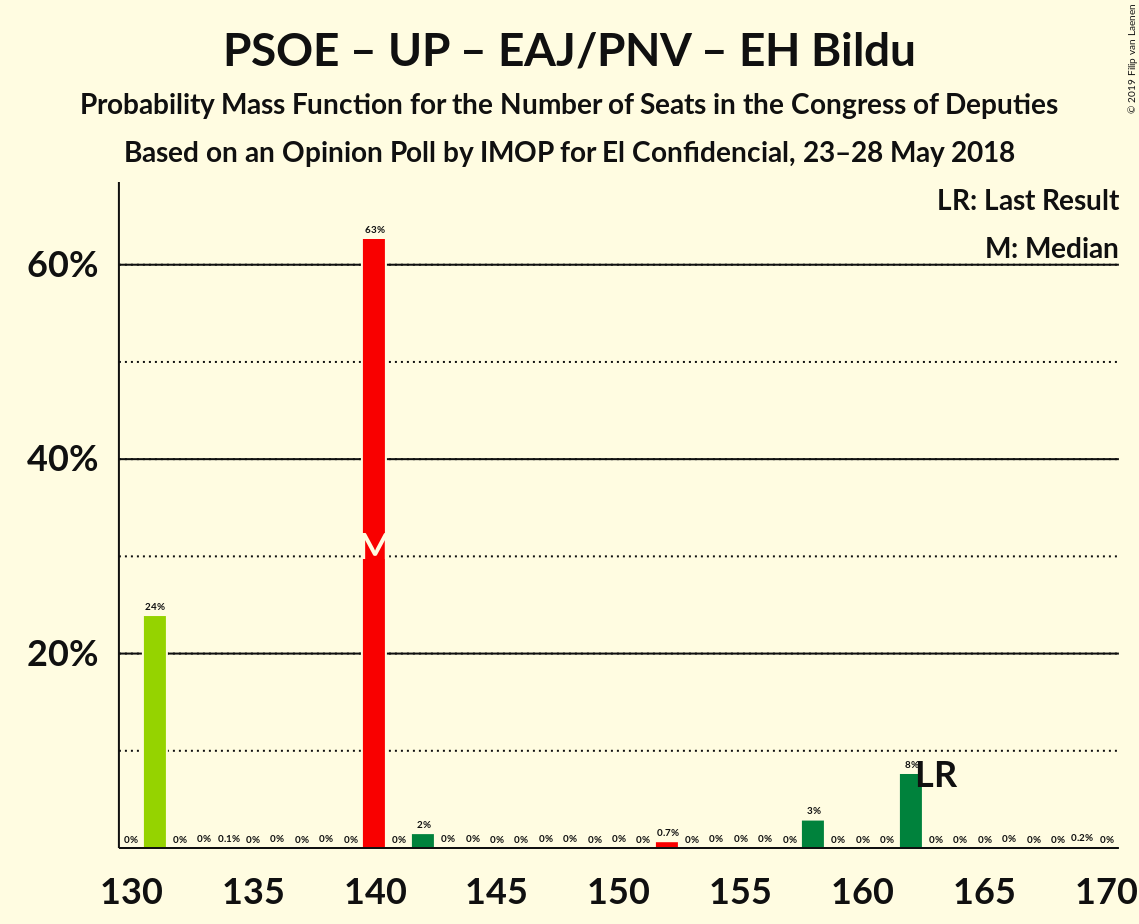 PSOE – UP – EAJ/PNV – EH Bildu
Probability Mass Function for the Number of Seats in the Congress of Deputies
Based on an Opinion Poll by IMOP for El Confidencial, 23–28 May 2018
© 2019 Filip van Laenen
LR: Last Result
M: Median
60%
40%
20%
0% 24% 0% 0% 0.1% 0% 0% 0% 0% 0% 63% 0% 2% 0% 0% 0% 0% 0% 0% 0% 0% 0% 0.7% 0% 0% 0% 0% 0% 3% 0% 0% 0% 8% 0% 0% 0% 0% 0% 0% 0.2% 0%
M
LR
130 135 140 145 150 155 160 165 170